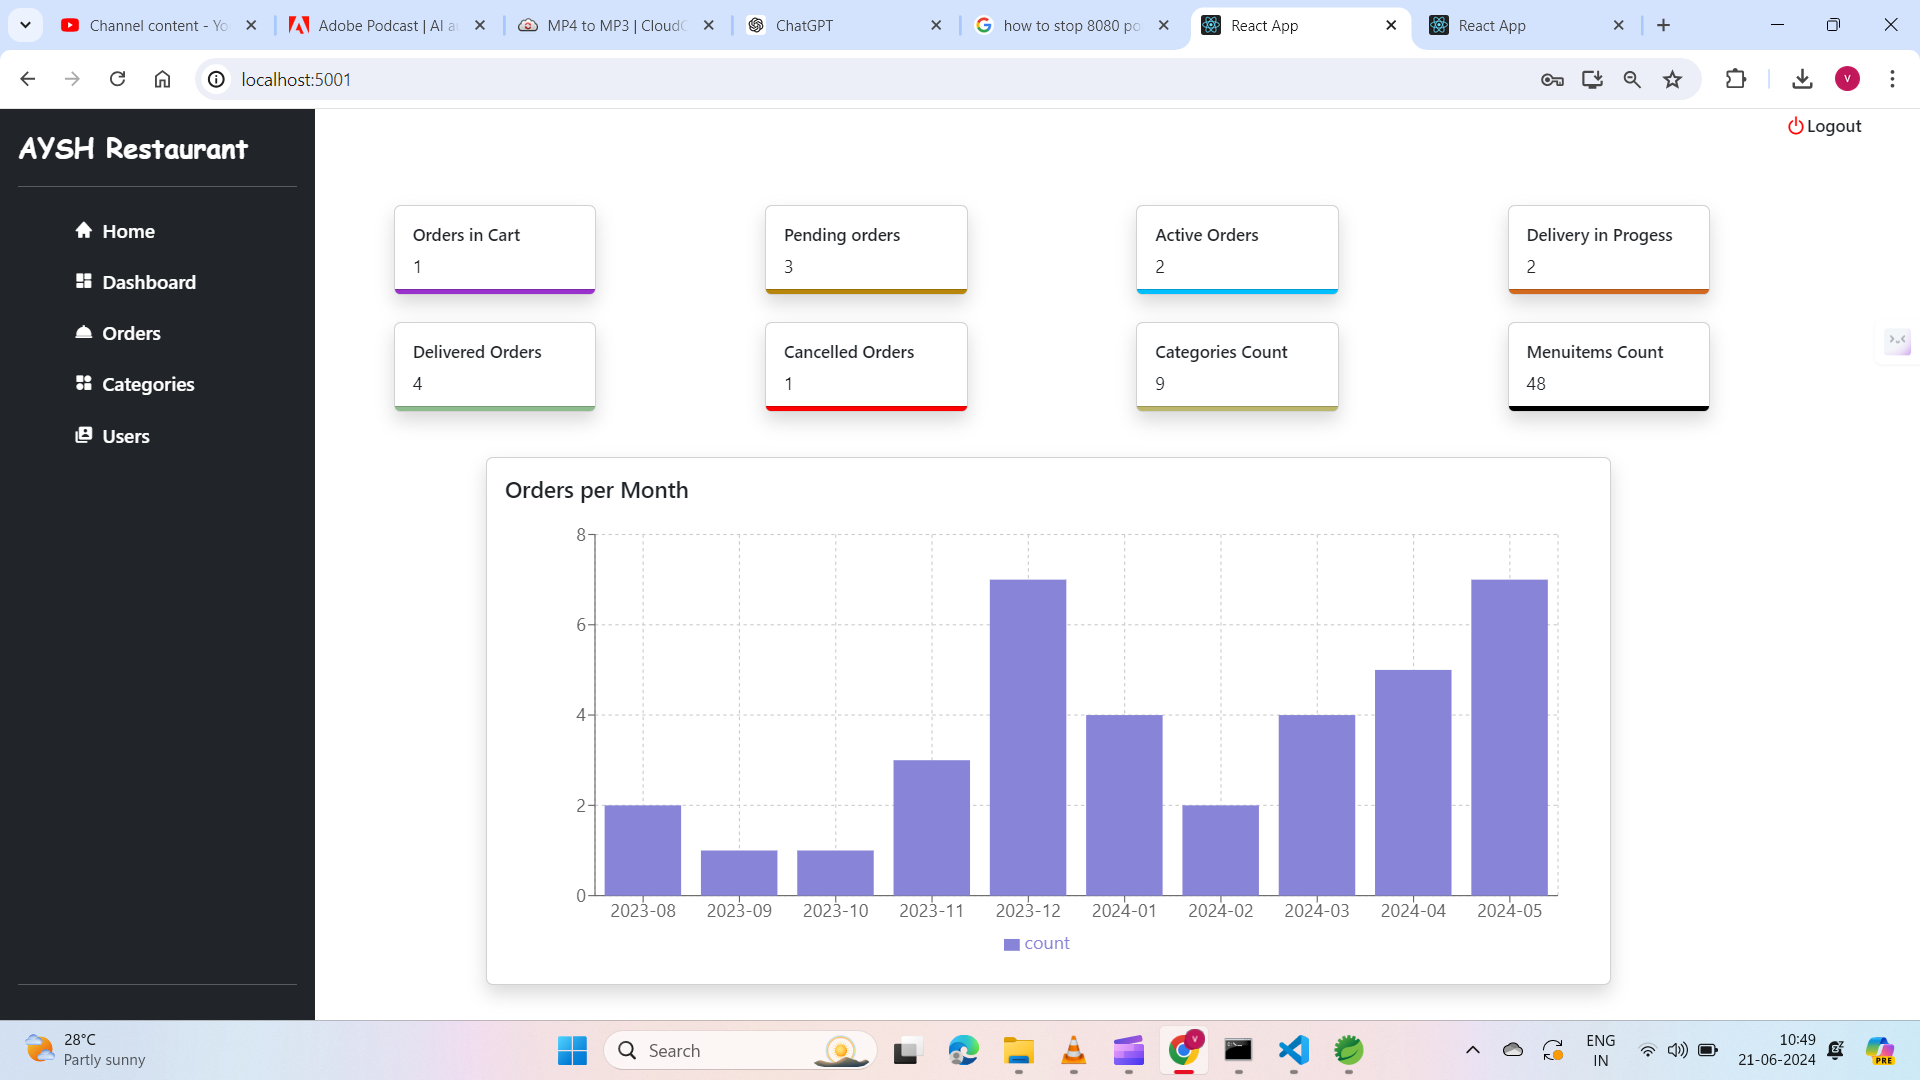 Channel content - Yo
Adobe Podcast | AI a
MP4 to MP3 | CloudC
ChatGPT
how to stop 8080 po
React App
React App
localhost:5001
V
AYSH Restaurant
Logout
Home
Dashboard
Orders
Categories
Users
Orders in Cart
1
Pending orders
3
Active Orders
2
Delivery in Progess
2
Delivered Orders
4
Cancelled Orders
1
Categories Count
9
Menuitems Count
48
Orders per Month
8
6
4
2
0
2023-08 2023-09 2023-10 2023-11 2023-12 2024-01 2024-02 2024-03 2024-04 2024-05
count
28°C
Partly sunny
Search
V
ENG
IN
10:49
21-06-2024
PRE